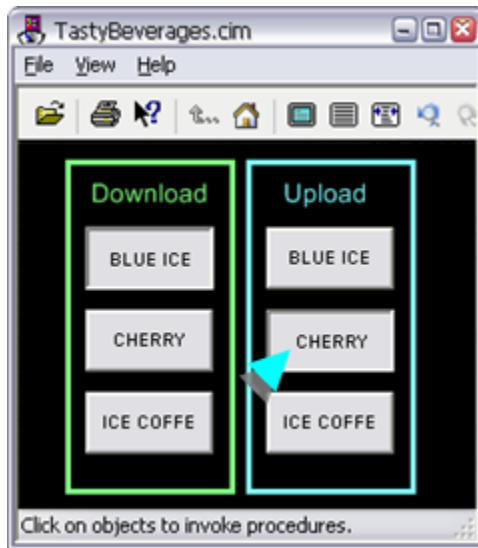 TastyBeverages.cim
File View Help
Download
BLUE ICE
CHERRY
ICE COFFE
Upload
BLUE ICE
CHERRY
ICE COFFE
Click on objects to invoke procedures.